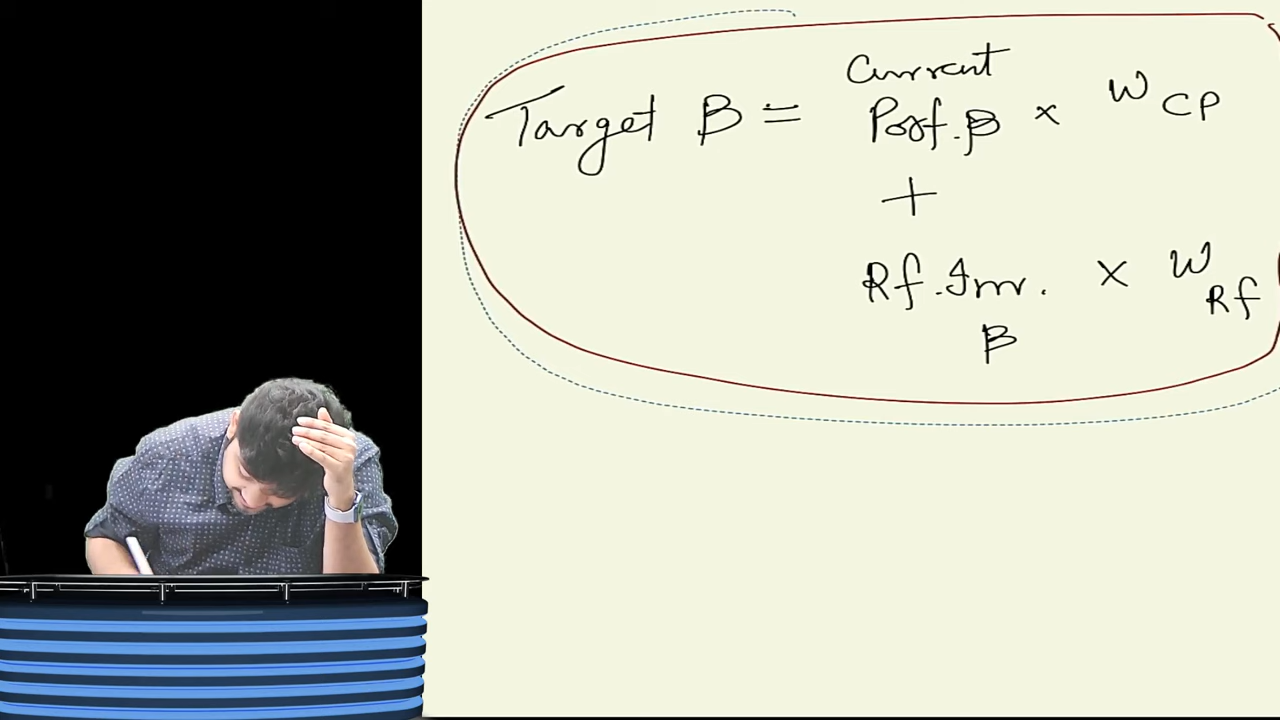 Current
Target β = Porf. β × W CP
+
Rf. Inv. × W Rf
β